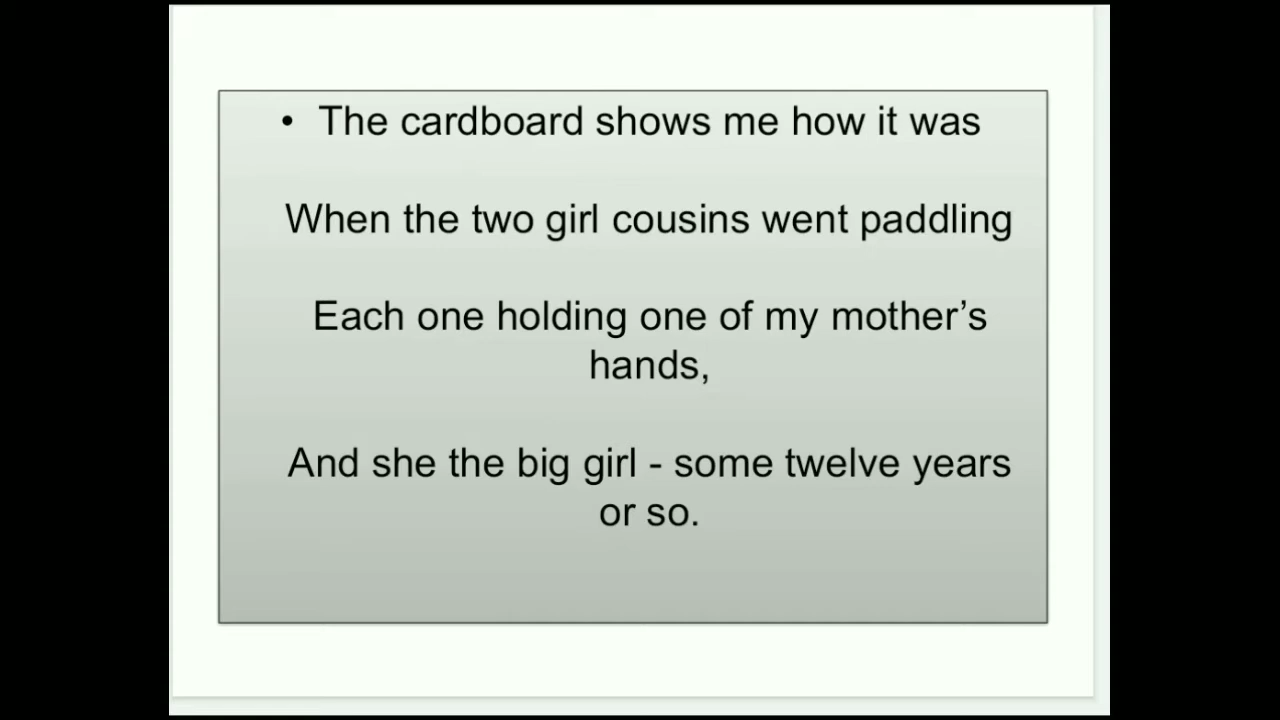 • The cardboard shows me how it was
When the two girl cousins went paddling
Each one holding one of my mother’s
hands,
And she the big girl - some twelve years
or so.